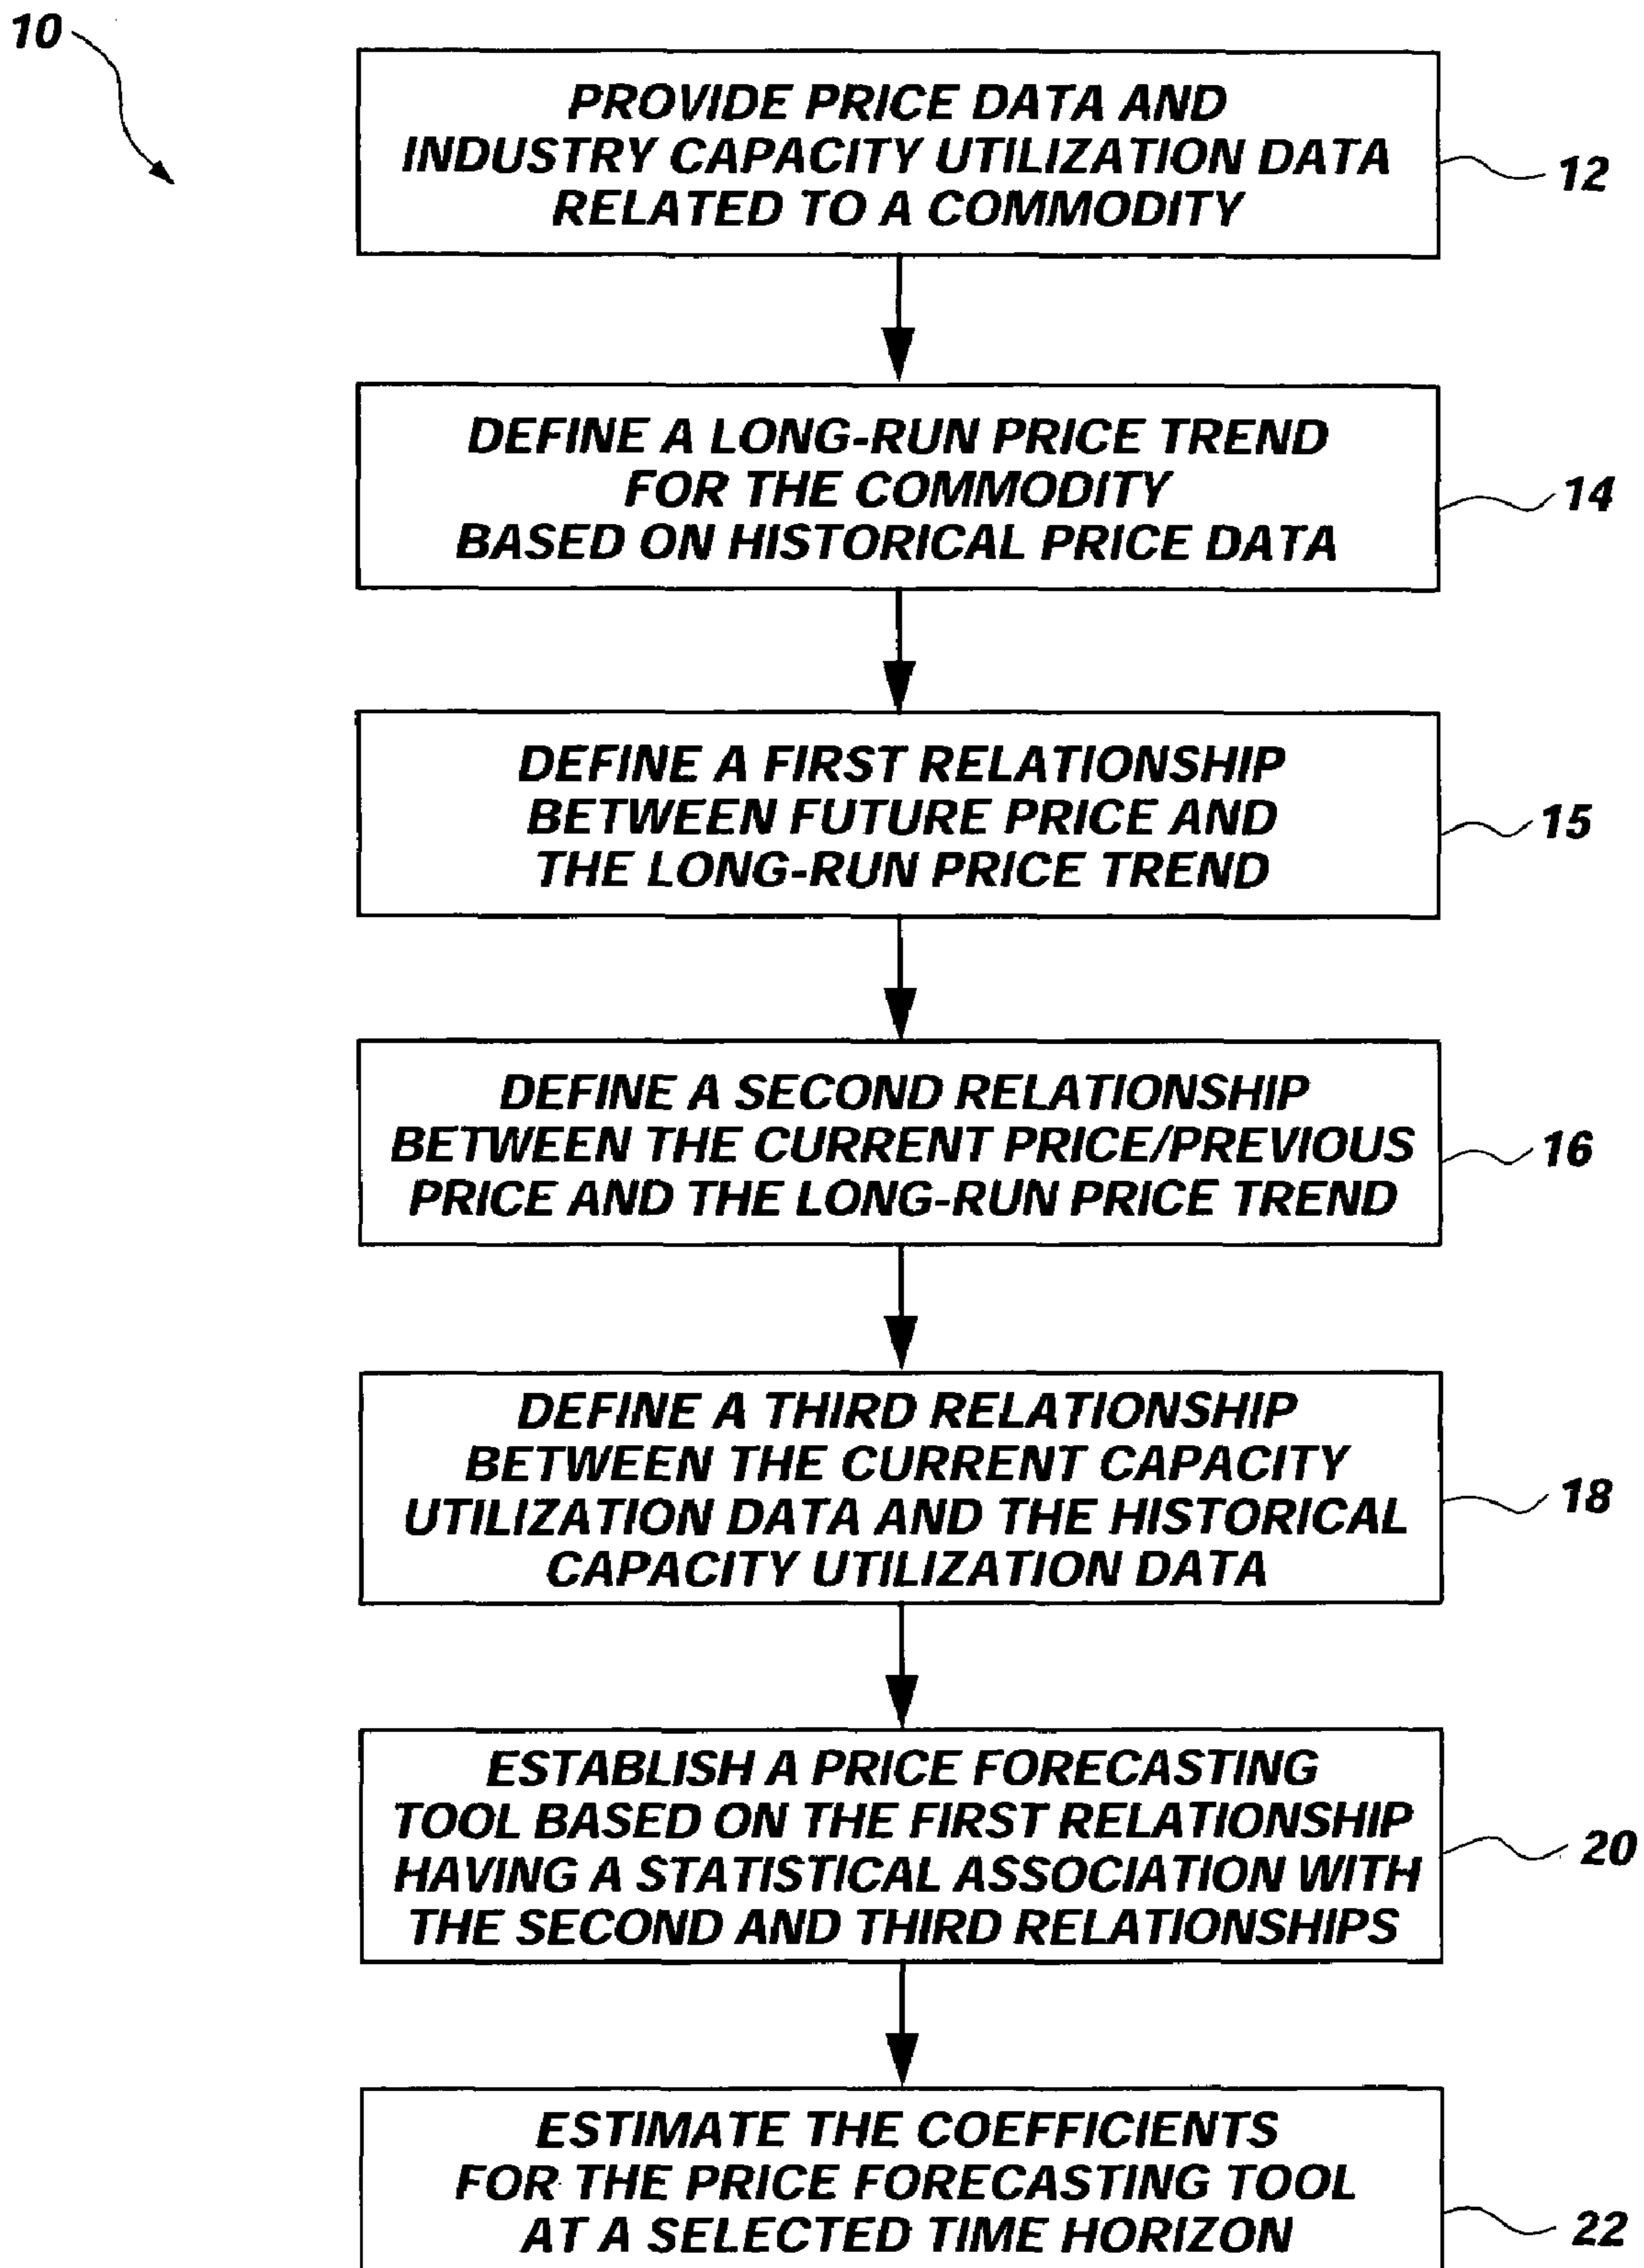 10
PROVIDE PRICE DATA AND
INDUSTRY CAPACITY UTILIZATION DATA
RELATED TO A COMMODITY
12
DEFINE A LONG-RUN PRICE TREND
FOR THE COMMODITY
BASED ON HISTORICAL PRICE DATA
14
DEFINE A FIRST RELATIONSHIP
BETWEEN FUTURE PRICE AND
THE LONG-RUN PRICE TREND
15
DEFINE A SECOND RELATIONSHIP
BETWEEN THE CURRENT PRICE/PREVIOUS
PRICE AND THE LONG-RUN PRICE TREND
16
DEFINE A THIRD RELATIONSHIP
BETWEEN THE CURRENT CAPACITY
UTILIZATION DATA AND THE HISTORICAL
CAPACITY UTILIZATION DATA
18
ESTABLISH A PRICE FORECASTING
TOOL BASED ON THE FIRST RELATIONSHIP
HAVING A STATISTICAL ASSOCIATION WITH
THE SECOND AND THIRD RELATIONSHIPS
20
ESTIMATE THE COEFFICIENTS
FOR THE PRICE FORECASTING TOOL
AT A SELECTED TIME HORIZON
22